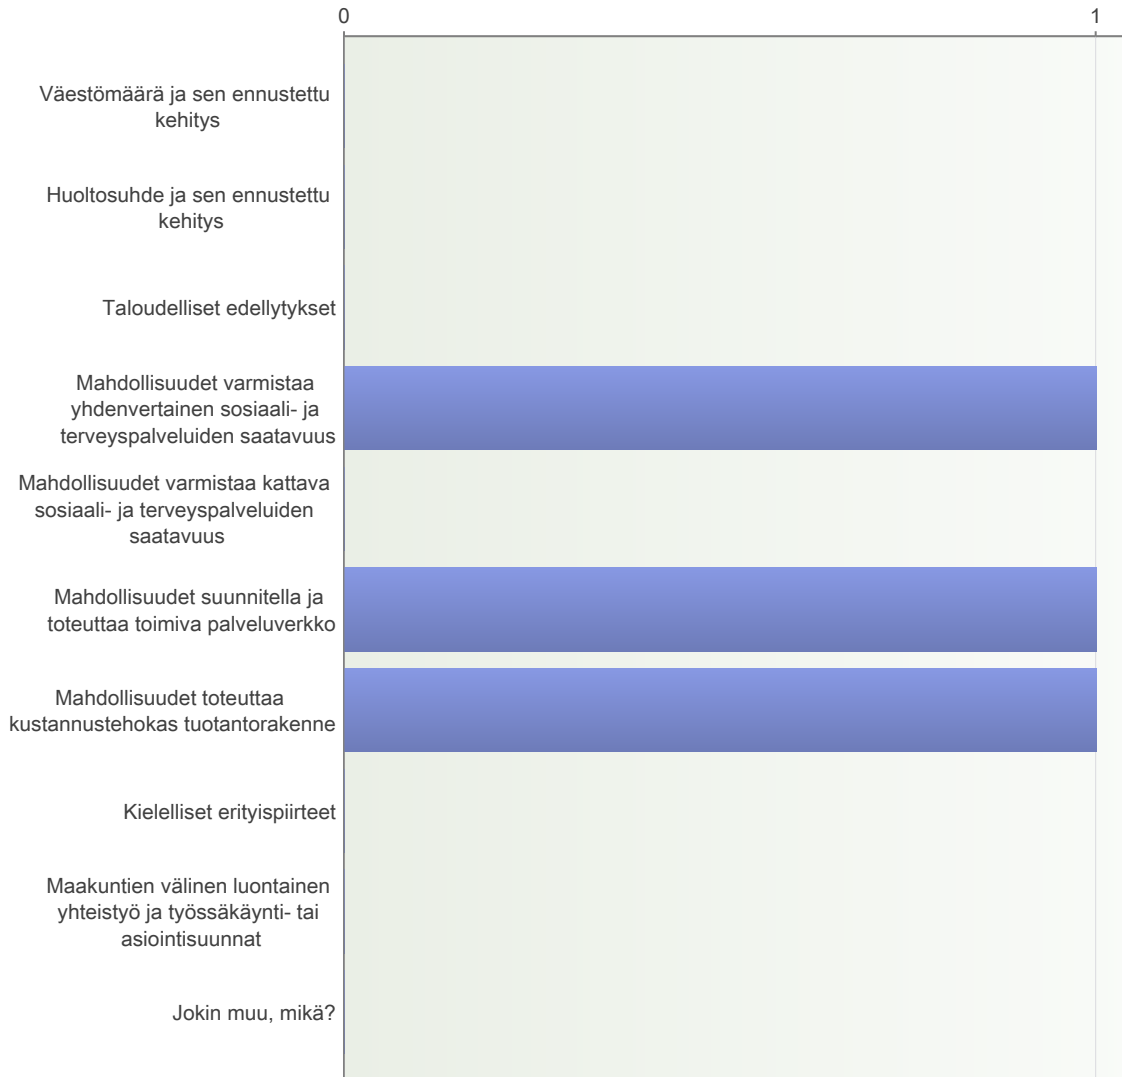 0 1
Väestömäärä ja sen ennustettu
kehitys
Huoltosuhde ja sen ennustettu
kehitys
Taloudelliset edellytykset
Mahdollisuudet varmistaa
yhdenvertainen sosiaali- ja
terveyspalveluiden saatavuus
Mahdollisuudet varmistaa kattava
sosiaali- ja terveyspalveluiden
saatavuus
Mahdollisuudet suunnitella ja
toteuttaa toimiva palveluverkko
Mahdollisuudet toteuttaa
kustannustehokas tuotantorakenne
Kielelliset erityispiirteet
Maakuntien välinen luontainen
yhteistyö ja työssäkäynti- tai
asiointisuunnat
Jokin muu, mikä?